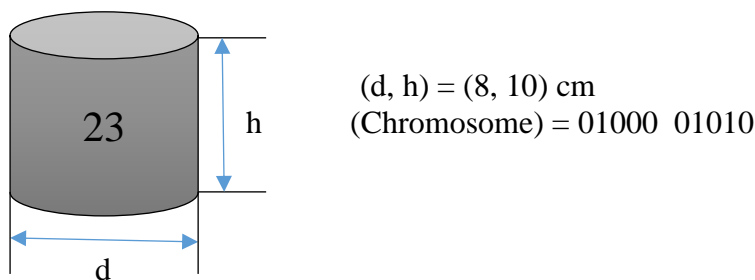 23
h
d
(d, h) = (8, 10) cm
(Chromosome) = 01000 01010